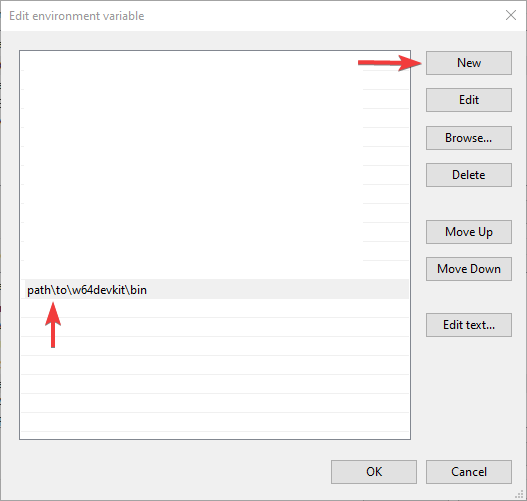 Edit environment variable
New
Edit
Browse...
Delete
path\to\w64devkit\bin
Move Up
Move Down
Edit text...
OK
Cancel